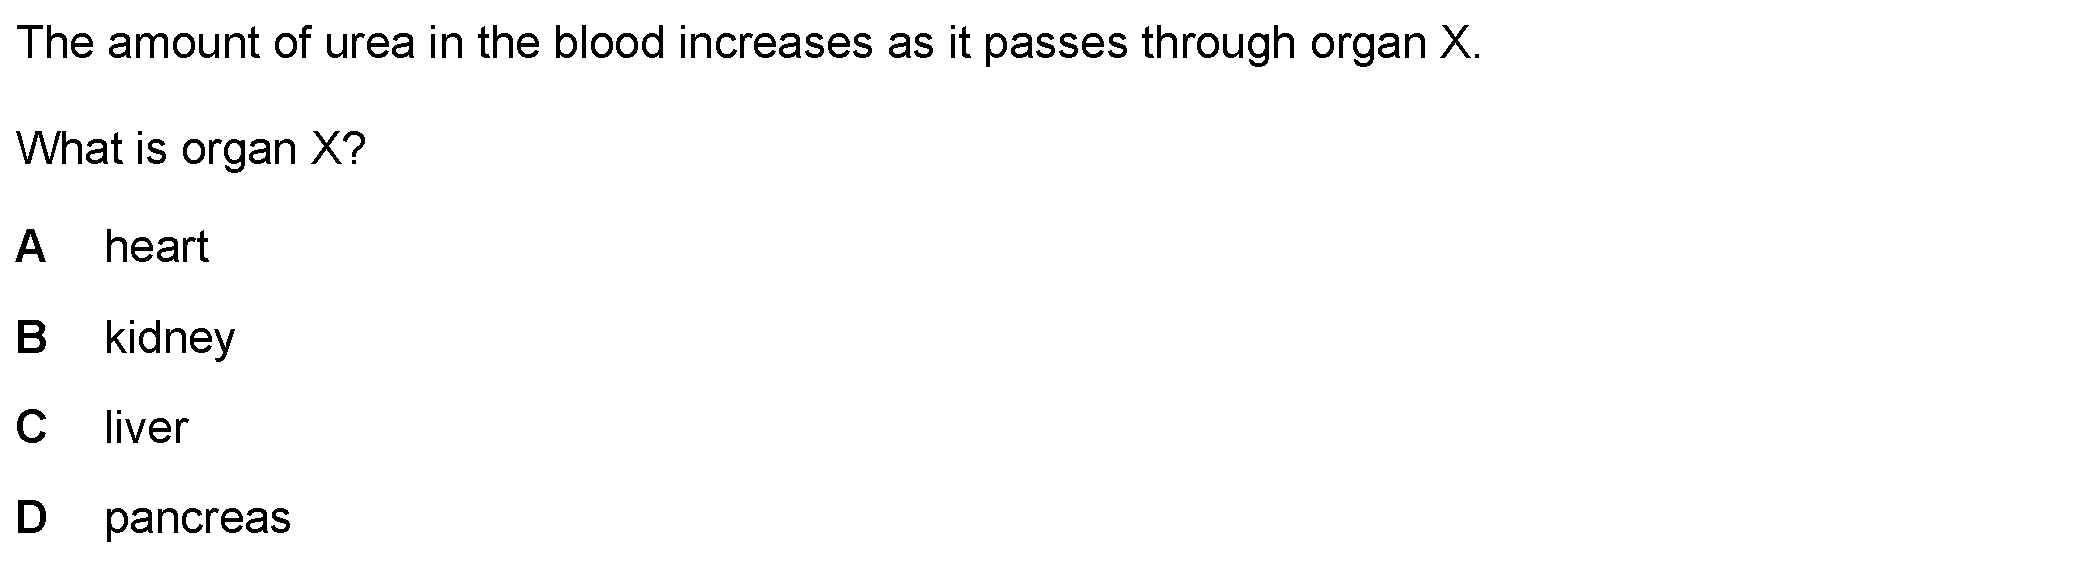 The amount of urea in the blood increases as it passes through organ X.
What is organ X?
A heart
B kidney
C liver
D pancreas